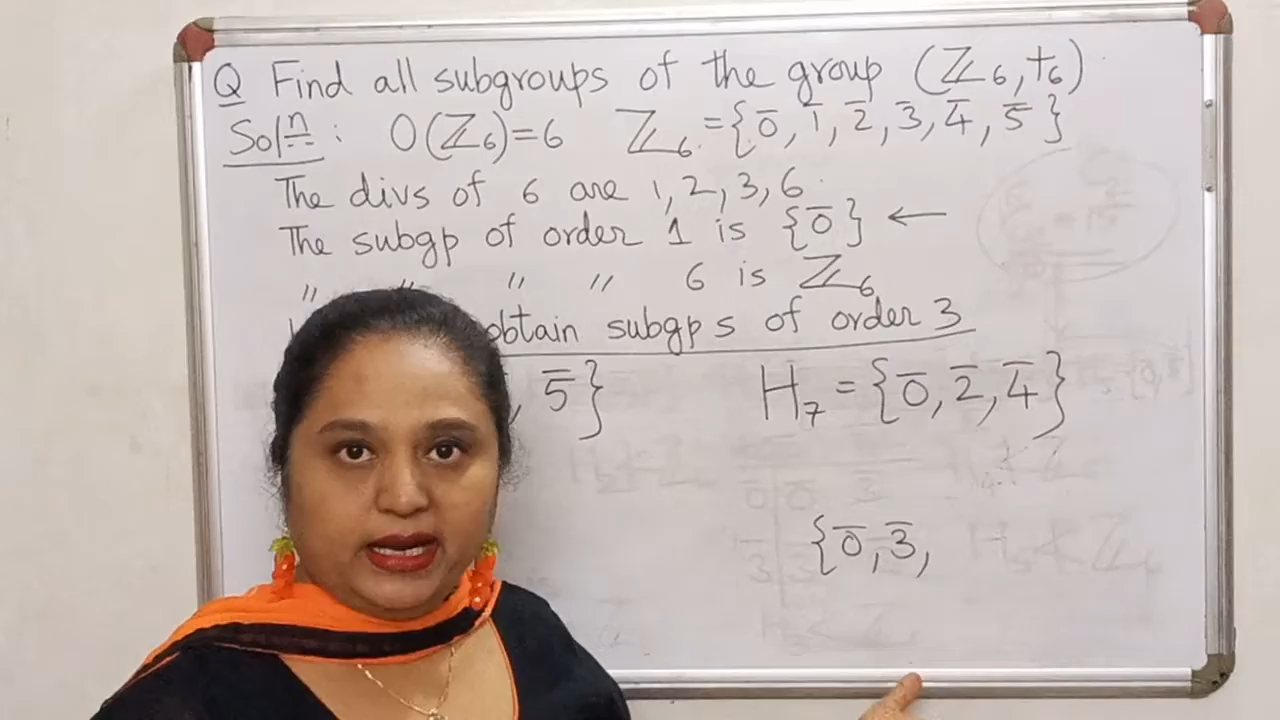 Q Find all subgroups of the group (ℤ₆,+₆)
Solⁿ: O(ℤ₆)=6 ℤ₆={0̅, 1̅, 2̅, 3̅, 4̅, 5̅}
The divs of 6 are 1, 2, 3, 6.
The subgp of order 1 is {0̅} ←
〃 〃 〃 〃 6 is ℤ₆
obtain subgps of order 3
, 5̅} H₇={0̅, 2̅, 4̅}
{0̅, 3̅,